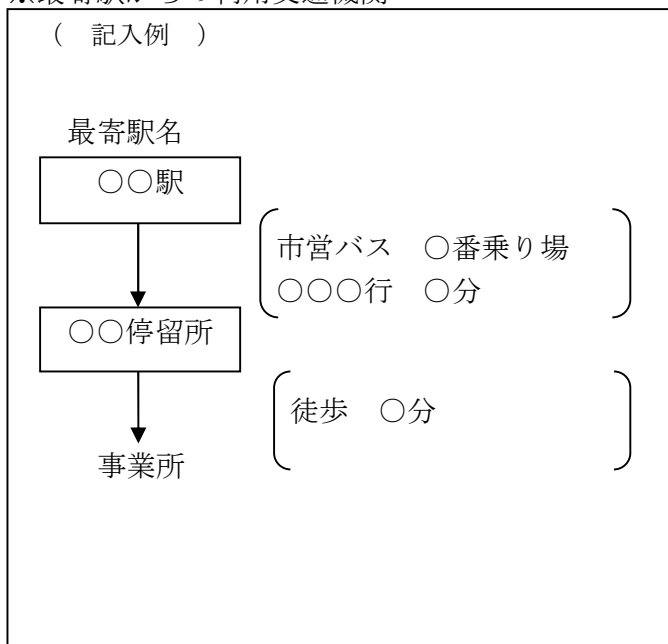 ※最寄駅からの利用交通機関
（　記入例　）
最寄駅名
○○駅
市営バス　○番乗り場
○○○行　○分
○○停留所
徒歩　○分
事業所